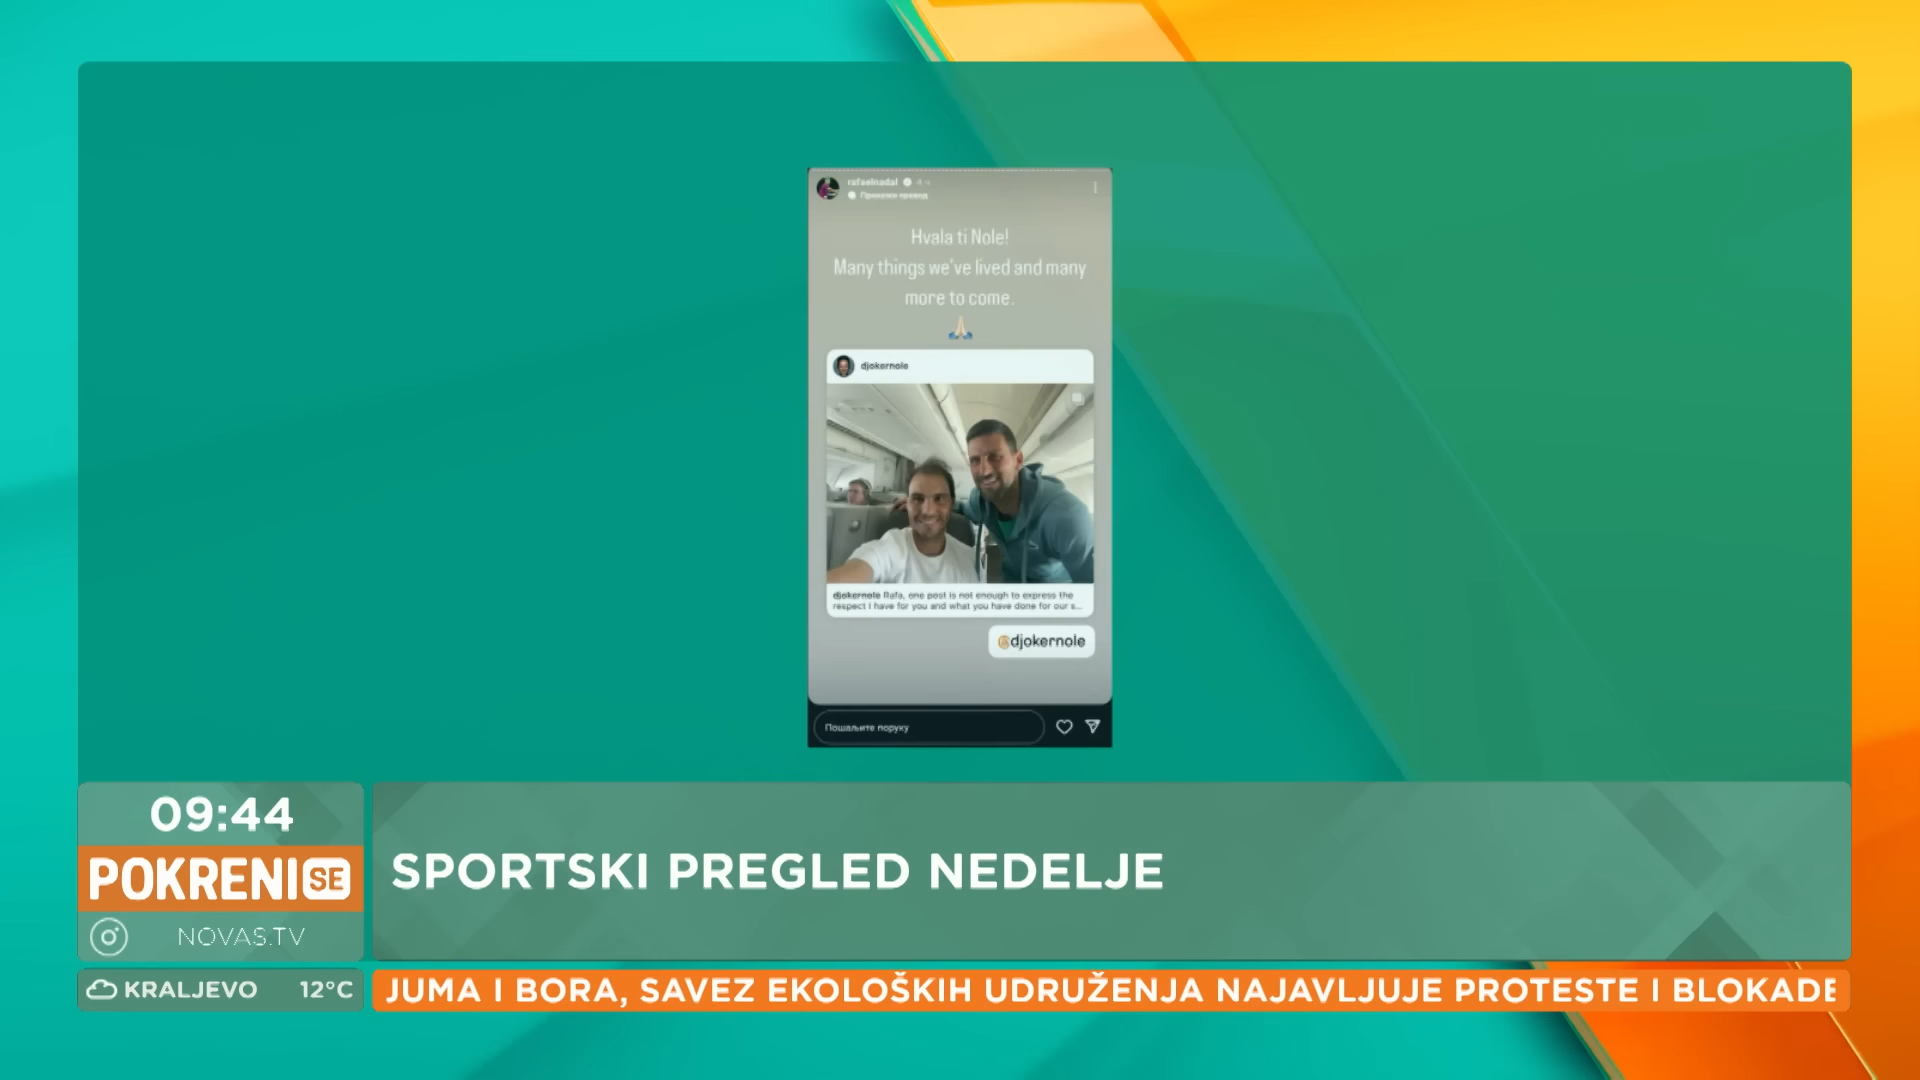 rafaelnadal
Hvala ti Nole!
Many things we've lived and many
more to come.
djokernole
djokernole Rafa, one post is not enough to express the
respect I have for you and what you have done for our s...
@djokernole
Пошаљите поруку
09:44
POKRENI SE
NOVAS.TV
SPORTSKI PREGLED NEDELJE
KRALJEVO 12°C
JUMA I BORA, SAVEZ EKOLOŠKIH UDRUŽENJA NAJAVLJUJE PROTESTE I BLOKADE